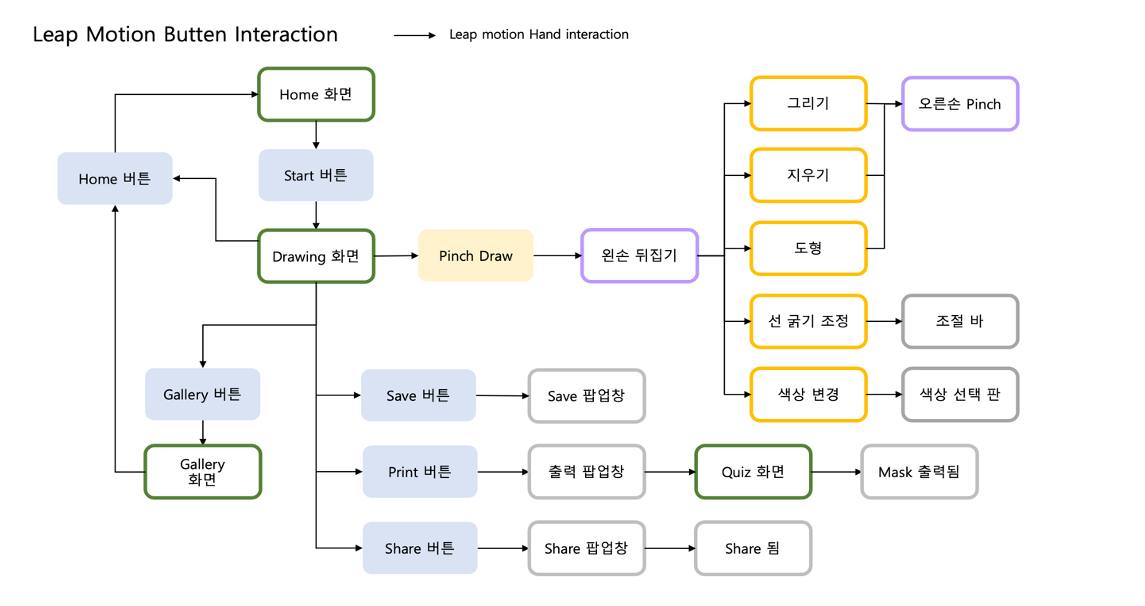 Leap Motion Butten Interaction
Leap motion Hand interaction
Home 화면
그리기
오른손 Pinch
Home 버튼
Start 버튼
지우기
Drawing 화면
Pinch Draw
왼손 뒤집기
도형
선 굵기 조정
조절 바
Gallery 버튼
Save 버튼
Save 팝업창
색상 변경
색상 선택 판
Gallery
화면
Print 버튼
출력 팝업창
Quiz 화면
Mask 출력됨
Share 버튼
Share 팝업창
Share 됨